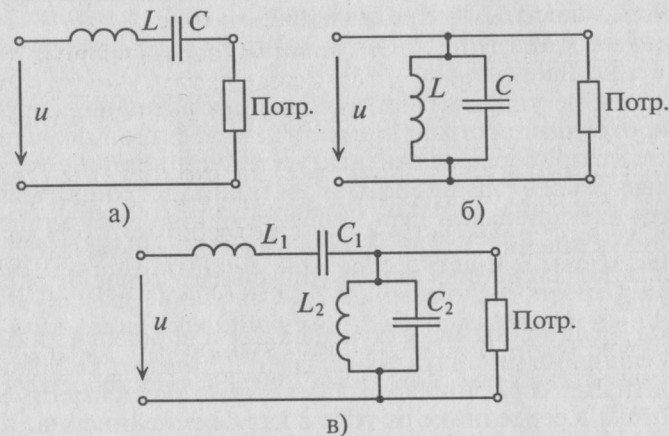 L C
u
Потр.
а)
L C
u
Потр.
б)
L₁ C₁
L₂ C₂
u
Потр.
в)